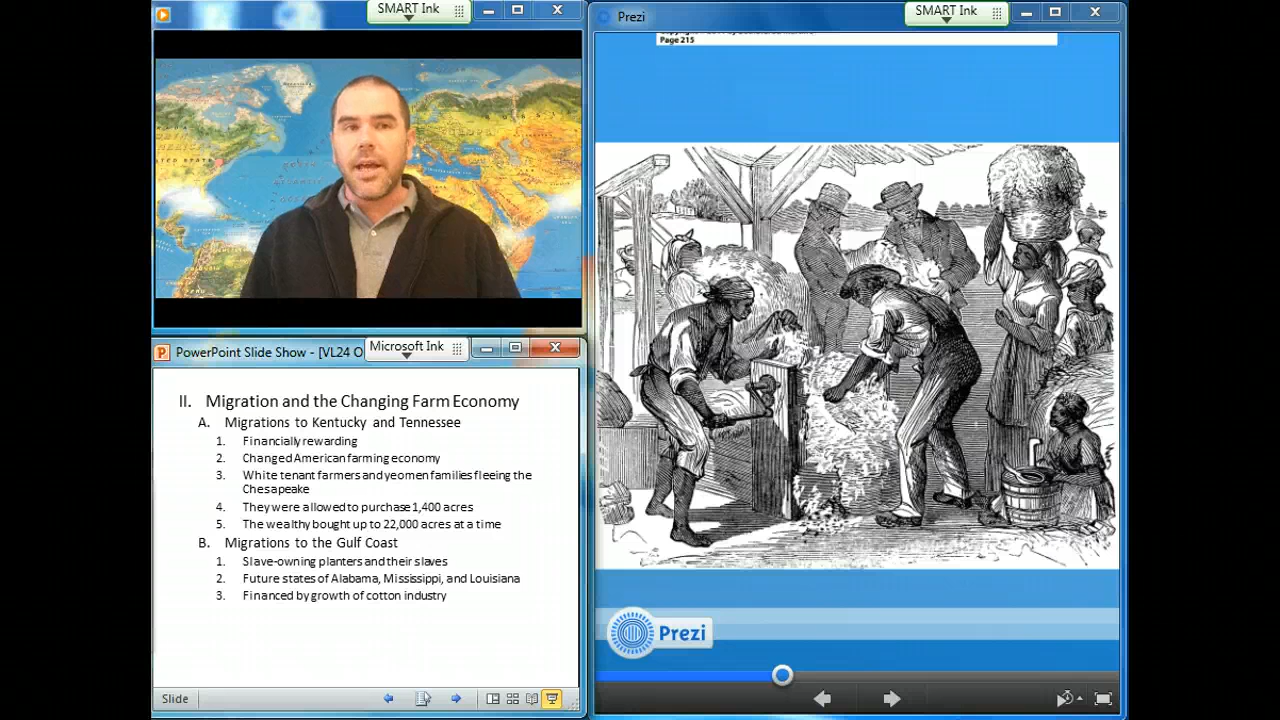 SMART Ink
SMART Ink
Prezi
Page 215
PowerPoint Slide Show - [VL24 O
Microsoft Ink
II. Migration and the Changing Farm Economy
A. Migrations to Kentucky and Tennessee
1. Financially rewarding
2. Changed American farming economy
3. White tenant farmers and yeomen families fleeing the
Chesapeake
4. They were allowed to purchase 1,400 acres
5. The wealthy bought up to 22,000 acres at a time
B. Migrations to the Gulf Coast
1. Slave-owning planters and their slaves
2. Future states of Alabama, Mississippi, and Louisiana
3. Financed by growth of cotton industry
Slide
Prezi